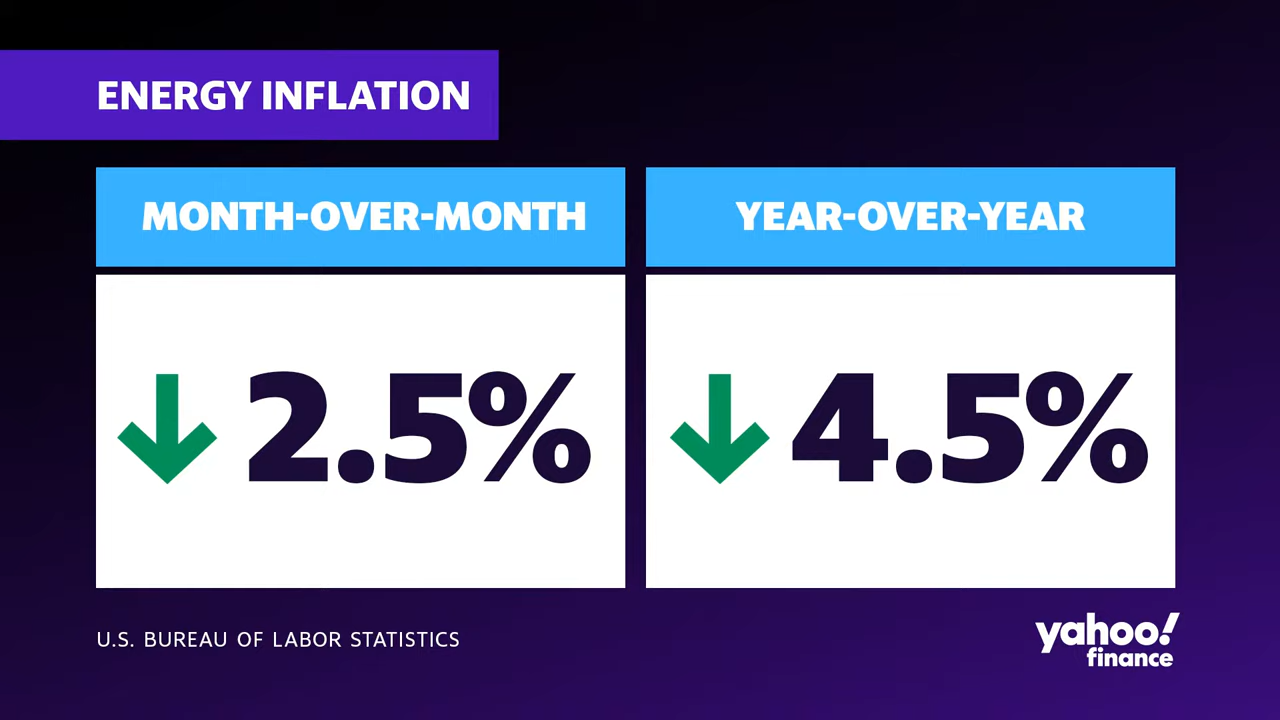 ENERGY INFLATION
MONTH-OVER-MONTH
YEAR-OVER-YEAR
↓ 2.5%
↓ 4.5%
U.S. BUREAU OF LABOR STATISTICS
yahoo!
finance